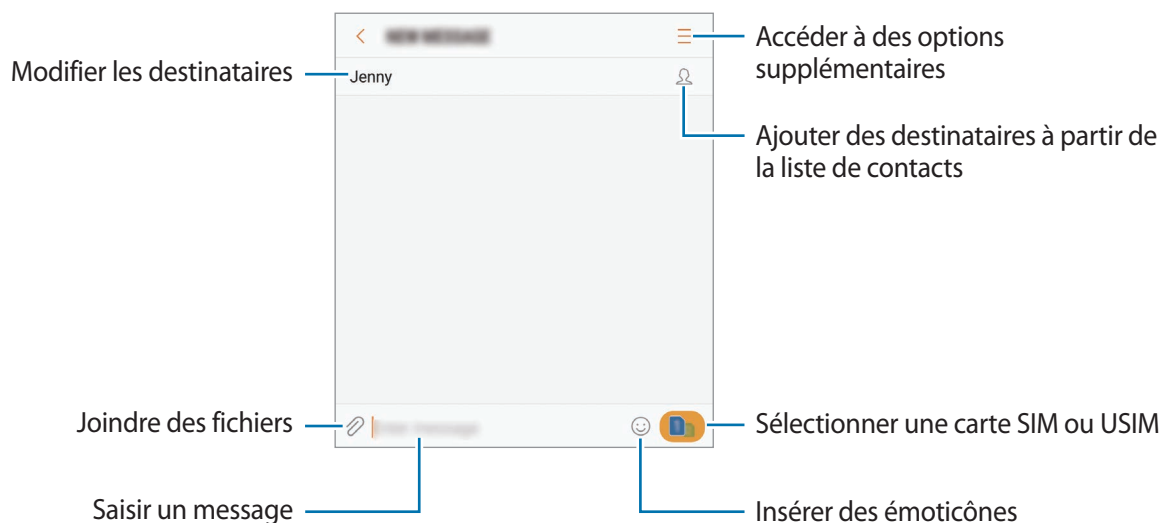 Accéder à des options
supplémentaires
Modifier les destinataires
Jenny
Ajouter des destinataires à partir de
la liste de contacts
Joindre des fichiers
Sélectionner une carte SIM ou USIM
Saisir un message
Insérer des émoticônes